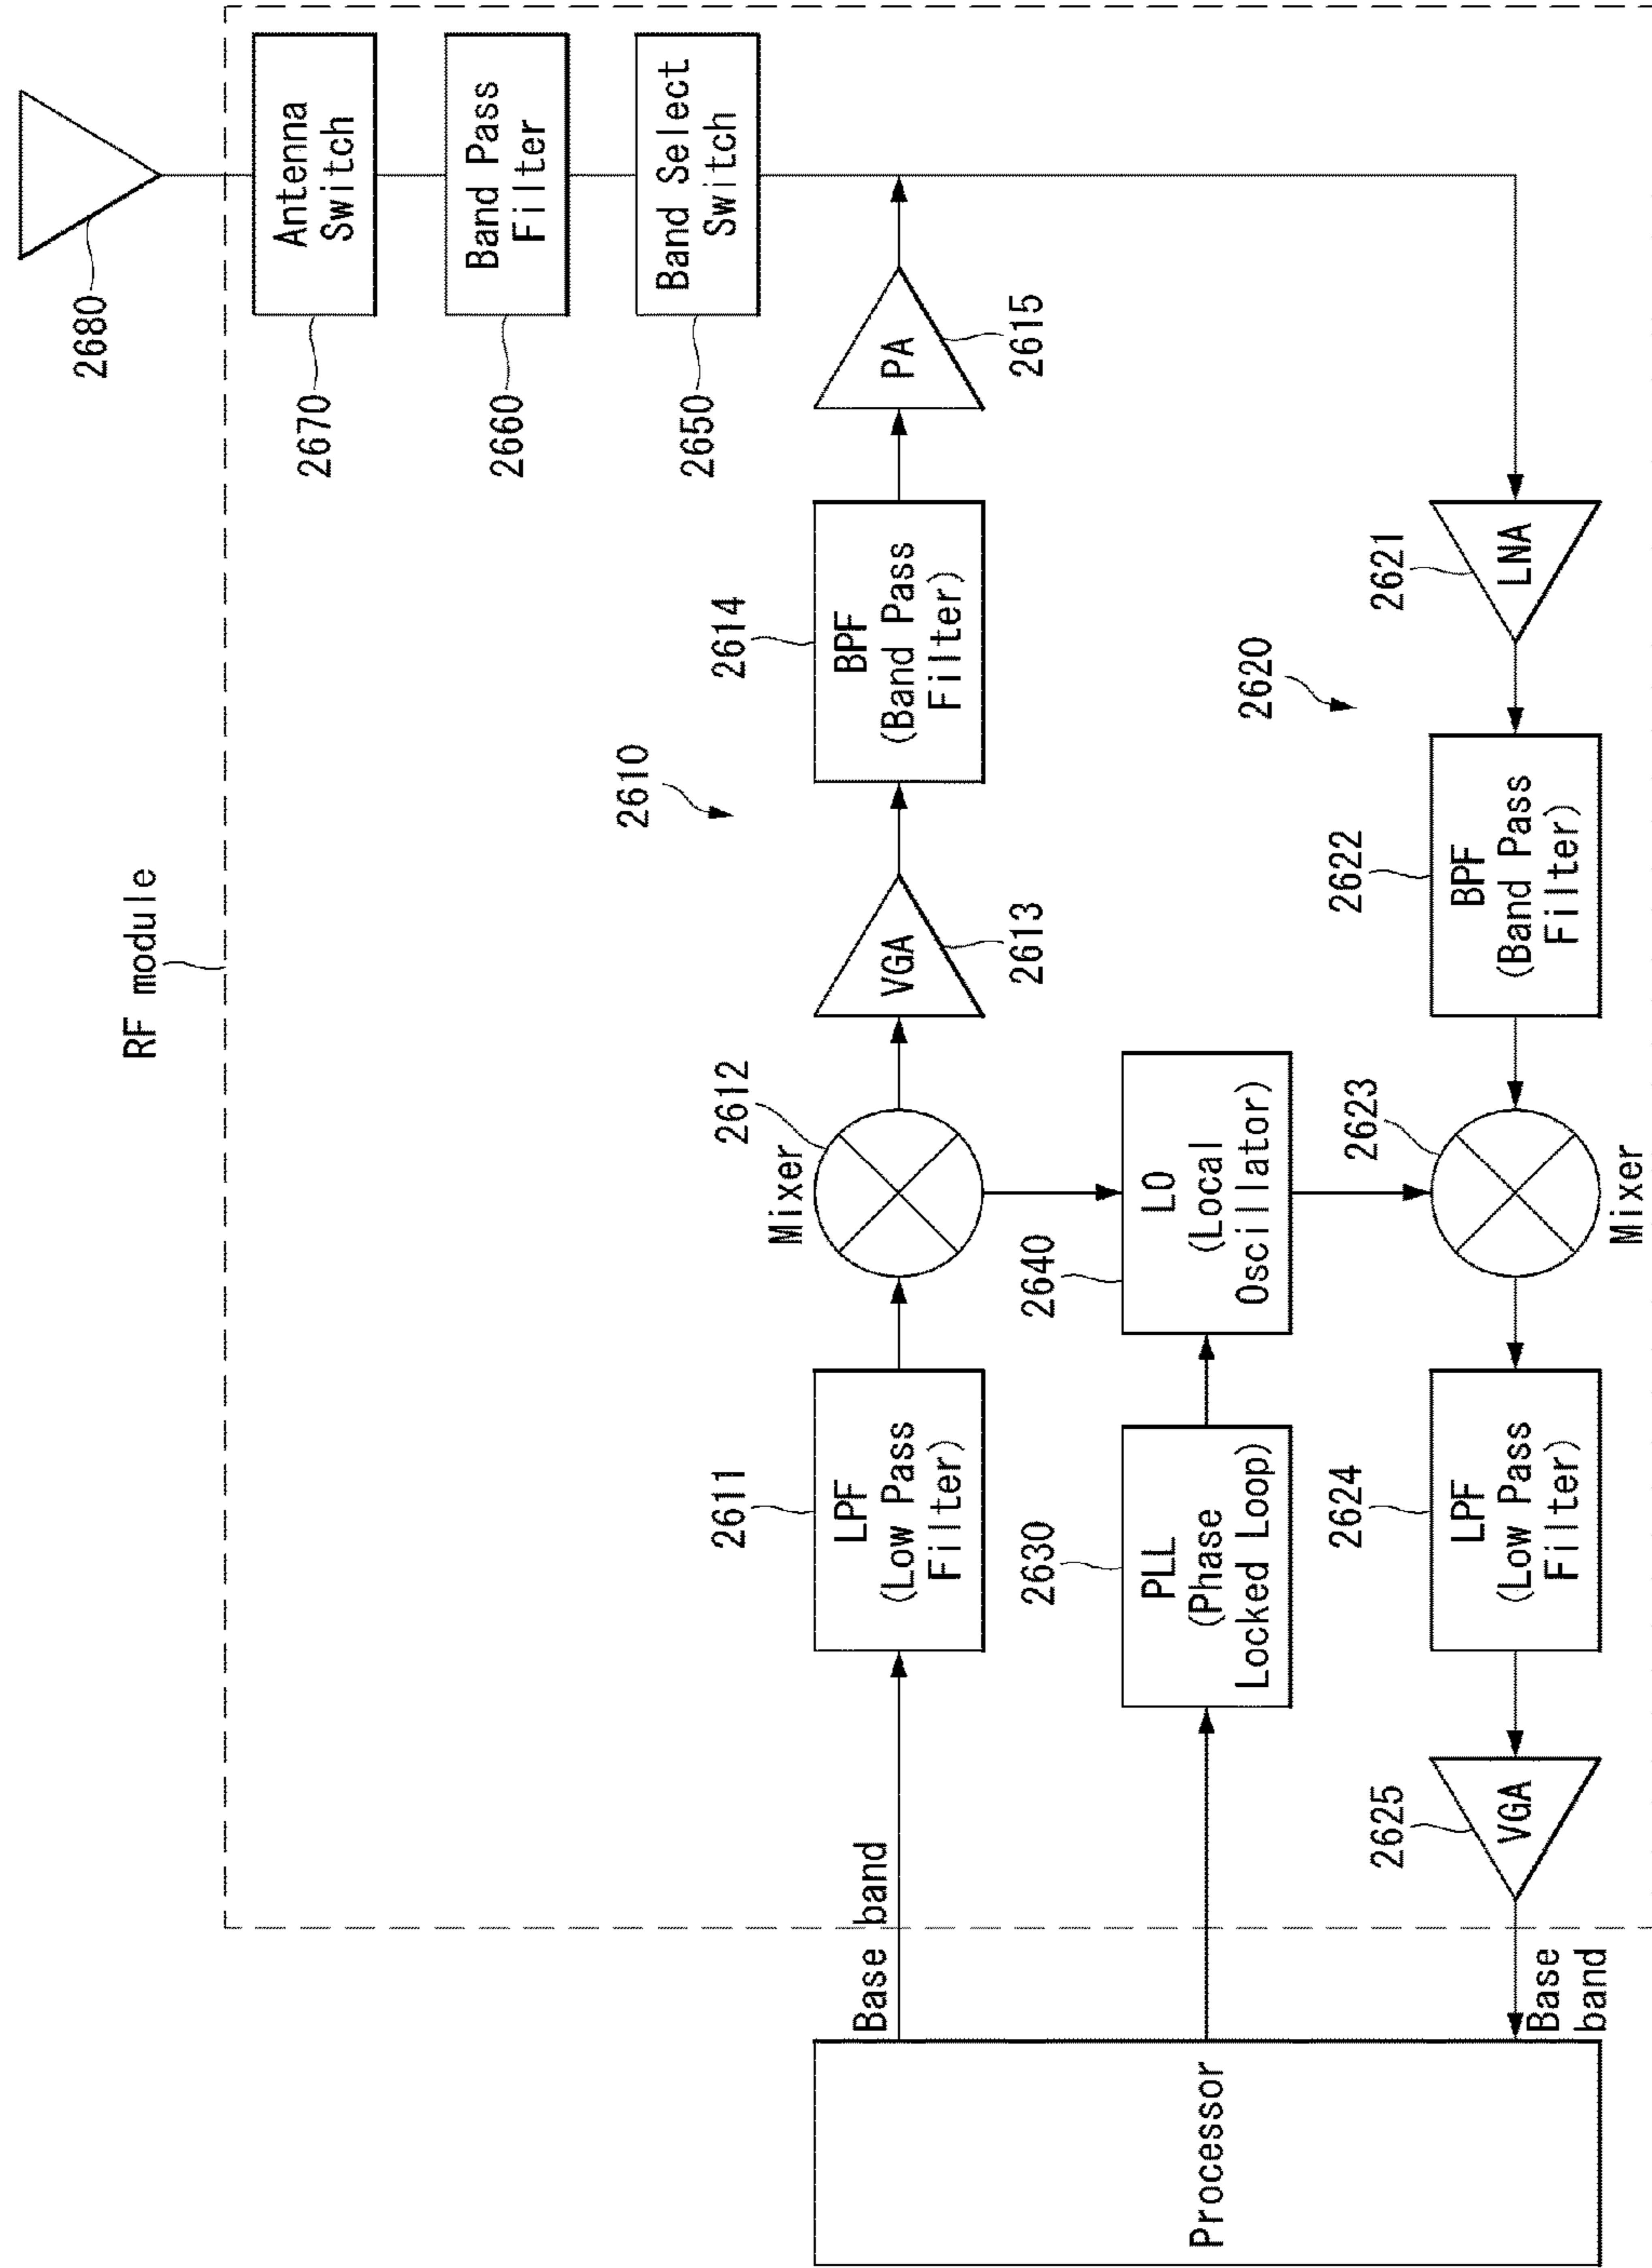 RF module
2680
Antenna
Switch
2670
Band Pass
Filter
2660
Band Select
Switch
2650
2610
Processor
Base band
2611
LPF
(Low Pass
Filter)
Mixer
2612
VGA
2613
2614
BPF
(Band Pass
Filter)
PA
2615
2630
PLL
(Phase
Locked Loop)
2640
LO
(Local
Oscillator)
2620
2621
LNA
2622
BPF
(Band Pass
Filter)
2623
Mixer
2624
LPF
(Low Pass
Filter)
2625
VGA
Base
band